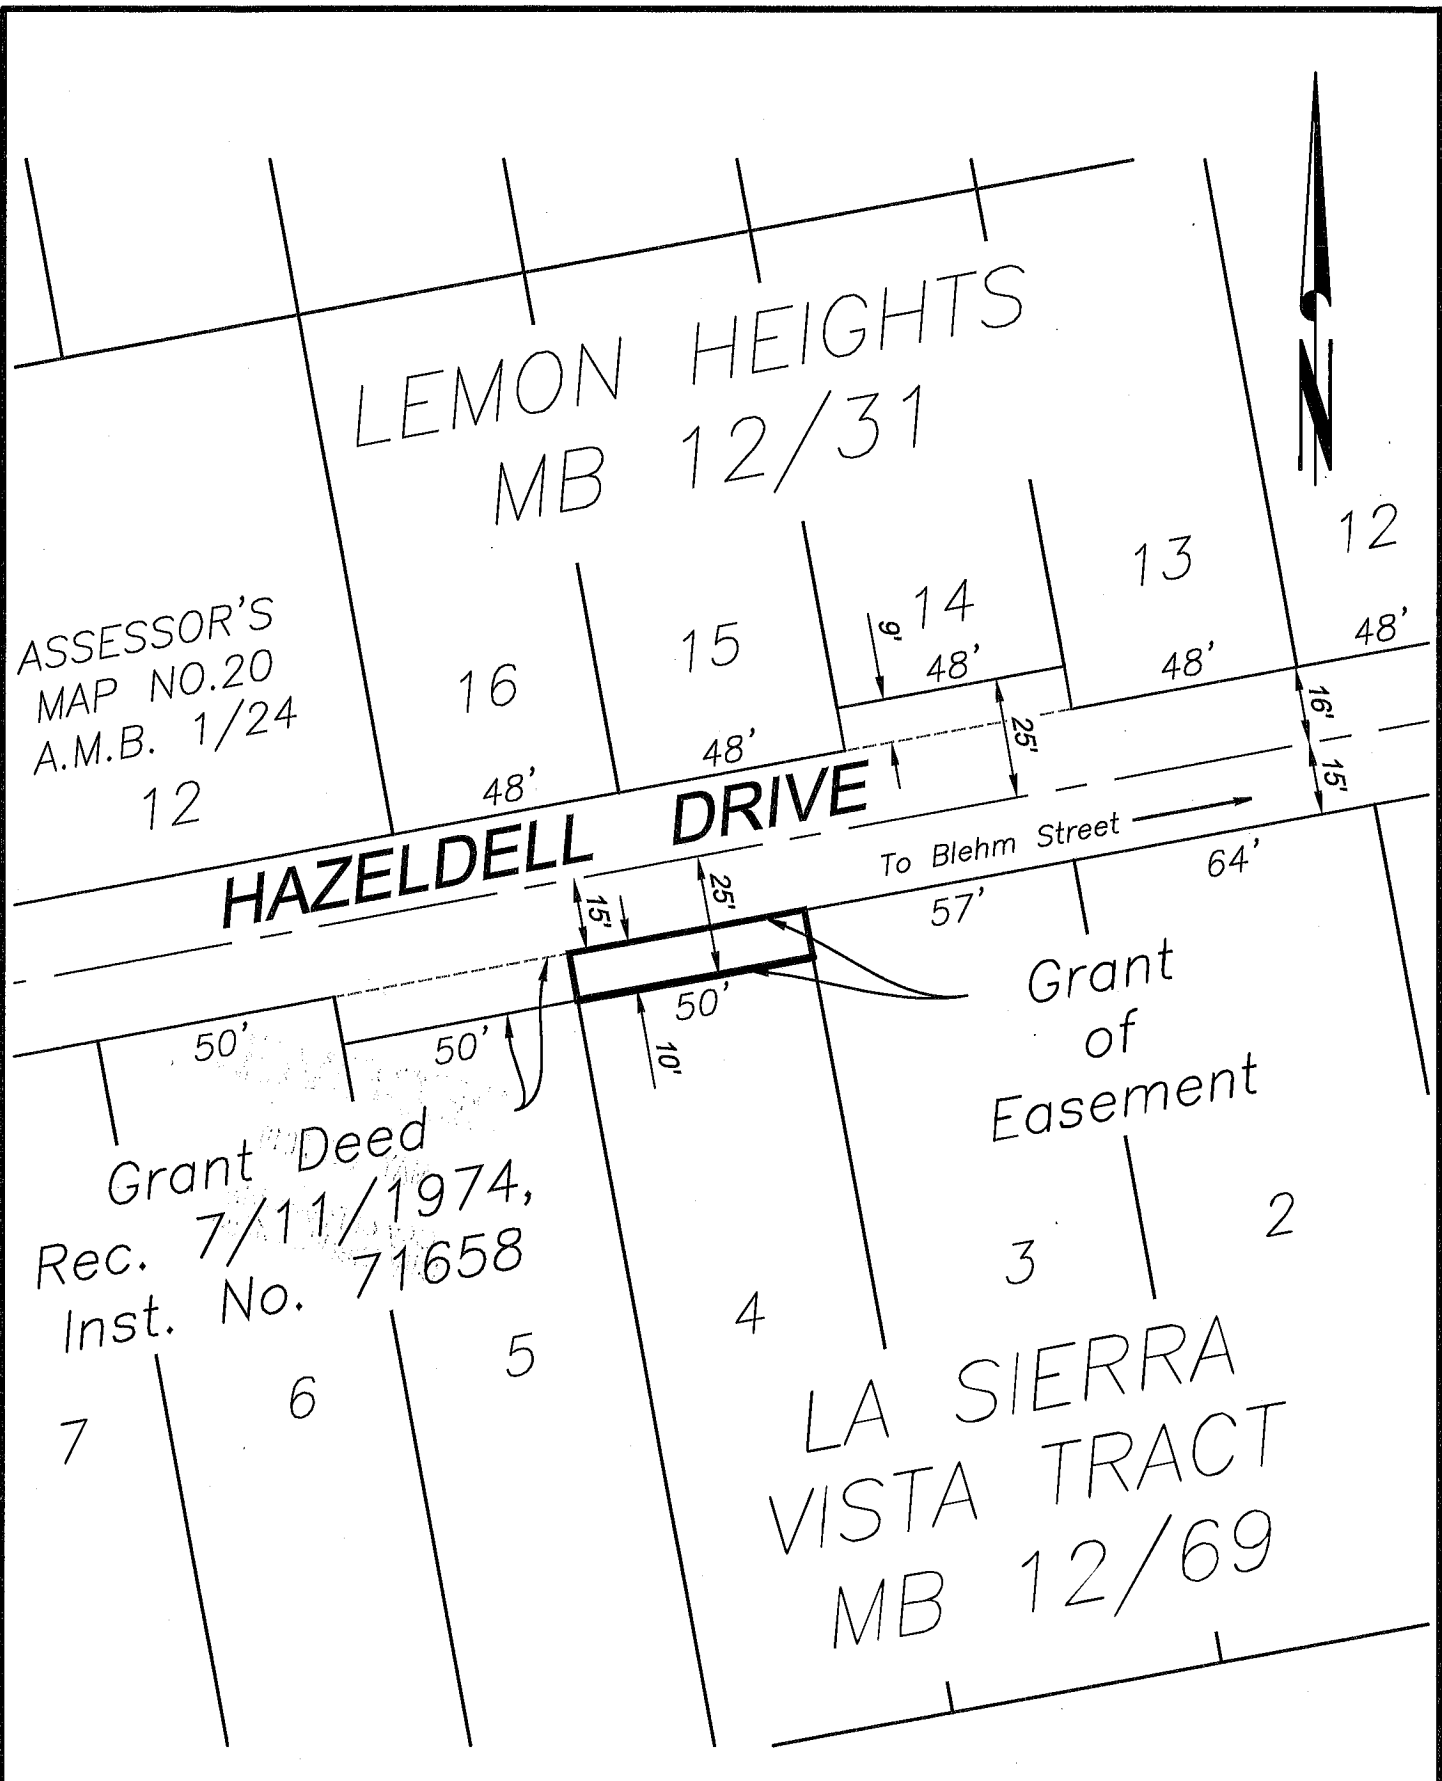 N
LEMON HEIGHTS
MB 12/31
ASSESSOR'S
MAP NO.20
A.M.B. 1/24
12
16
15
14
13
12
48'
48'
48'
48'
48'
9'
25'
16'
15'
HAZELDELL DRIVE
To Blehm Street
15'
25'
10'
50'
50'
50'
57'
64'
Grant
of
Easement
Grant Deed
Rec. 7/11/1974,
Inst. No. 71658
7
6
5
4
3
2
LA SIERRA
VISTA TRACT
MB 12/69